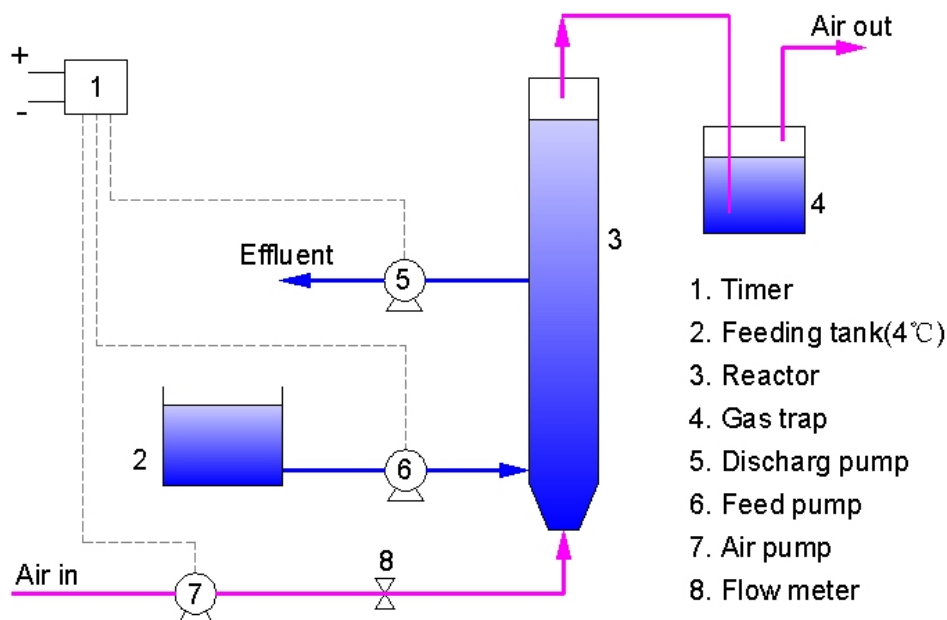 Air out
+
1
-
4
3
Effluent
5
1. Timer
2. Feeding tank(4℃)
3. Reactor
4. Gas trap
5. Discharg pump
6. Feed pump
7. Air pump
8. Flow meter
2
6
8
Air in
7